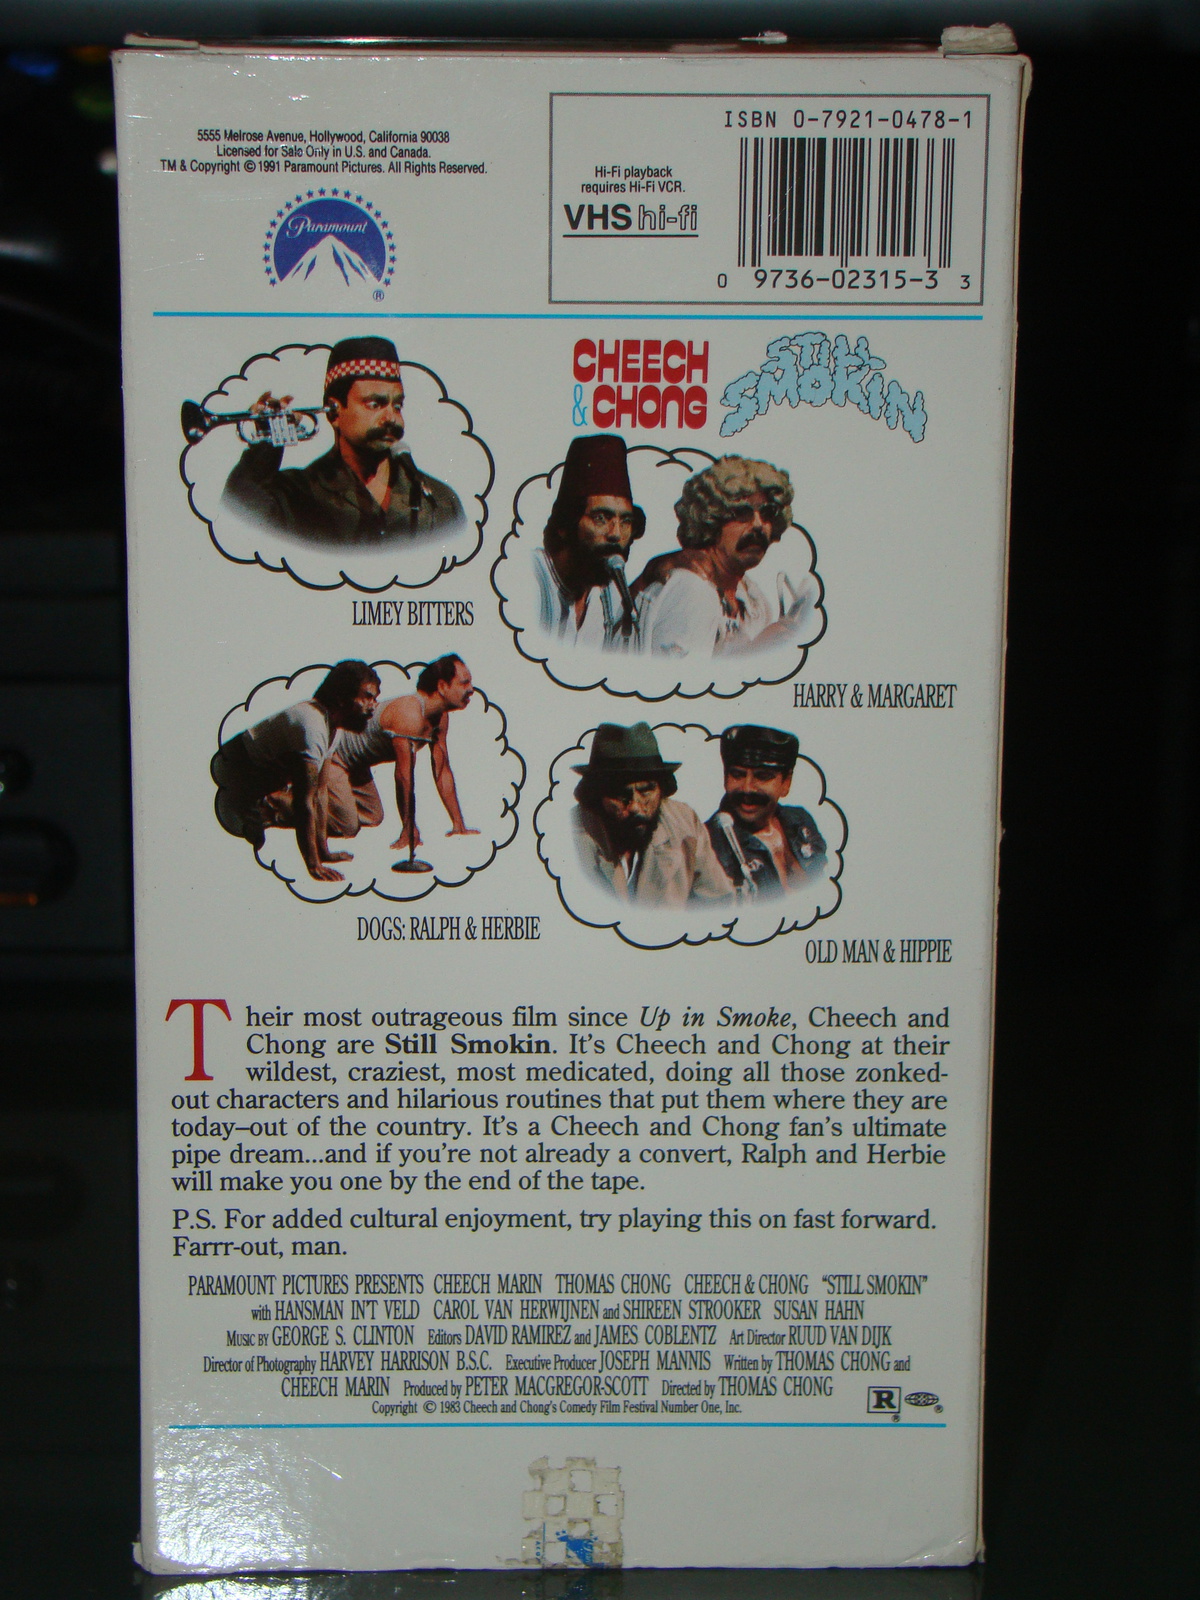 5555 Melrose Avenue, Hollywood, California 90038
Licensed for Sale Only in U.S. and Canada.
TM & Copyright © 1991 Paramount Pictures. All Rights Reserved.
Paramount
®
ISBN 0-7921-0478-1
Hi-Fi playback
requires Hi-Fi VCR.
VHS hi-fi
0 9736-02315-3 3
CHEECH
& CHONG
STILL
SMOKIN
LIMEY BITTERS
HARRY & MARGARET
DOGS: RALPH & HERBIE
OLD MAN & HIPPIE
Their most outrageous film since Up in Smoke, Cheech and
Chong are Still Smokin. It's Cheech and Chong at their
wildest, craziest, most medicated, doing all those zonked-
out characters and hilarious routines that put them where they are
today–out of the country. It's a Cheech and Chong fan's ultimate
pipe dream...and if you're not already a convert, Ralph and Herbie
will make you one by the end of the tape.
P.S. For added cultural enjoyment, try playing this on fast forward.
Farrr-out, man.
PARAMOUNT PICTURES PRESENTS CHEECH MARIN THOMAS CHONG CHEECH & CHONG "STILL SMOKIN"
with HANSMAN IN'T VELD CAROL VAN HERWIJNEN and SHIREEN STROOKER SUSAN HAHN
MUSIC BY GEORGE S. CLINTON Editors DAVID RAMIREZ and JAMES COBLENTZ Art Director RUUD VAN DIJK
Director of Photography HARVEY HARRISON B.S.C. Executive Producer JOSEPH MANNIS Written by THOMAS CHONG and
CHEECH MARIN Produced by PETER MACGREGOR-SCOTT Directed by THOMAS CHONG
Copyright © 1983 Cheech and Chong's Comedy Film Festival Number One, Inc.
R ® ®